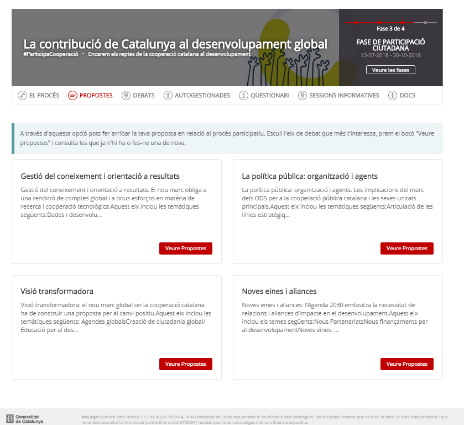 La contribució de Catalunya al desenvolupament global
#ParticipaCooperació - Encarem els reptes de la cooperació catalana al desenvolupament
Fase 3 de 4
FASE DE PARTICIPACIÓ
CIUTADANA
13-07-2018 - 30-10-2018
Veure les fases
EL PROCÉS
PROPOSTES
DEBATS
AUTOGESTIONADES
QÜESTIONARI
SESSIONS INFORMATIVES
DOCS
A través d'aquesta opció pots fer arribar la teva proposta en relació al procés participatiu. Escull l'eix de debat que més t'interessa, prem el botó "Veure
propostes" i consulta les que ja n'hi ha o fes-ne una de nova.
Gestió del coneixement i orientació a resultats
Gestió del coneixement i orientació a resultats. El nou marc obliga a
una rendició de comptes global i a nous esforços en matèria de
recerca i cooperació tecnològica.Aquest eix inclou les temàtiques
següents:Dades i desenvolu...
Veure Propostes
La política pública: organització i agents
La política pública: organització i agents. Les implicacions del marc
dels ODS per a la cooperació pública catalana i les seves unitats
principals.Aquest eix inclou les temàtiques següents:Articulació de les
línies estratègiq...
Veure Propostes
Visió transformadora
Visió transformadora: el nou marc global on la cooperació catalana
ha de construir una proposta per al canvi positiu.Aquest eix inclou les
temàtiques següents: Agendes globalsCreació de ciutadania global/
Educació per al des...
Veure Propostes
Noves eines i aliances
Noves eines i aliances: l'Agenda 2030 emfasitza la necessitat de
relacions i aliances d'impacte en el desenvolupament.Aquest eix
inclou els temes següents:Nous PartenariatsNous finançaments per
al desenvolupamentNoves eines: ...
Veure Propostes
Generalitat
de Catalunya